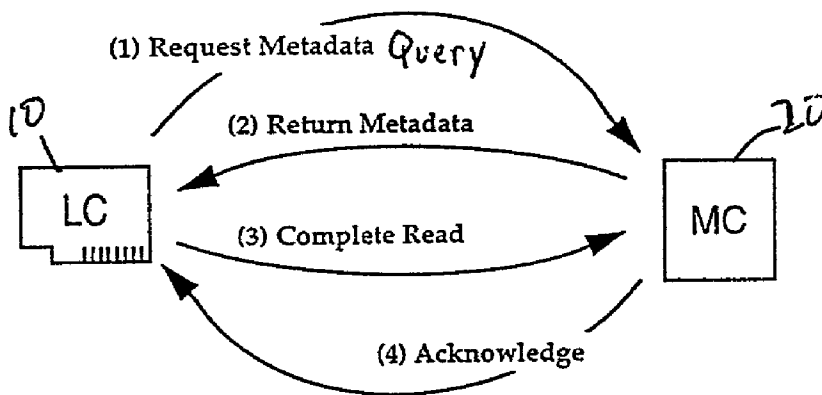 (1) Request Metadata Query
10
(2) Return Metadata
20
LC
MC
(3) Complete Read
(4) Acknowledge